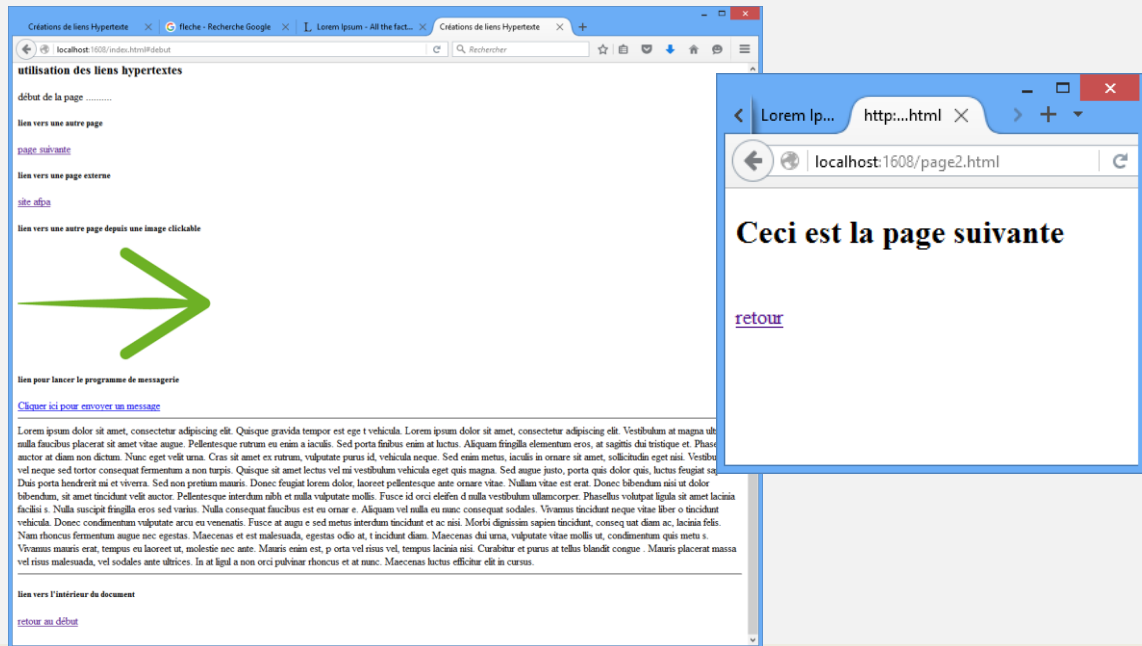 Créations de liens Hypertexte
fleche - Recherche Google
Lorem Ipsum - All the fact...
Créations de liens Hypertexte
localhost:1608/index.html#debut
Rechercher
utilisation des liens hypertextes
début de la page ..........
lien vers une autre page
page suivante
lien vers une page externe
site afpa
lien vers une autre page depuis une image clickable
lien pour lancer le programme de messagerie
Cliquer ici pour envoyer un message
Lorem ipsum dolor sit amet, consectetur adipiscing elit. Quisque gravida tempor est ege t vehicula. Lorem ipsum dolor sit amet, consectetur adipiscing elit. Vestibulum at magna ult
nulla faucibus placerat sit amet vitae augue. Pellentesque rutrum eu enim a iaculis. Sed porta finibus enim at luctus. Aliquam fringilla elementum eros, at sagittis dui tristique et. Phase
auctor at diam non dictum. Nunc eget velit urna. Cras sit amet ex rutrum, vulputate purus id, vehicula neque. Sed enim metus, iaculis in ornare sit amet, sollicitudin eget nisi. Vestibu
vel neque sed tortor consequat fermentum a non turpis. Quisque sit amet lectus vel mi vestibulum vehicula eget quis magna. Sed augue justo, porta quis dolor quis, luctus feugiat sap
Duis porta hendrerit mi et viverra. Sed non pretium mauris. Donec feugiat lorem dolor, laoreet pellentesque ante ornare vitae. Nullam vitae est erat. Donec bibendum nisi ut dolor
bibendum, sit amet tincidunt velit auctor. Pellentesque interdum nibh et nulla vulputate mollis. Fusce id orci eleifen d nulla vestibulum ullamcorper. Phasellus volutpat ligula sit amet lacinia
facilisi s. Nulla suscipit fringilla eros sed varius. Nulla consequat faucibus est eu ornar e. Aliquam vel nulla eu nunc consequat sodales. Vivamus tincidunt neque vitae liber o tincidunt
vehicula. Donec condimentum vulputate arcu eu venenatis. Fusce at augu e sed metus interdum tincidunt et ac nisi. Morbi dignissim sapien tincidunt, conseq uat diam ac, lacinia felis.
Nam rhoncus fermentum augue nec egestas. Maecenas et est malesuada, egestas odio at, t incidunt diam. Maecenas dui urna, vulputate vitae mollis ut, condimentum quis metu s.
Vivamus mauris erat, tempus eu laoreet ut, molestie nec ante. Mauris enim est, p orta vel risus vel, tempus lacinia nisi. Curabitur et purus at tellus blandit congue . Mauris placerat massa
vel risus malesuada, vel sodales ante ultrices. In at ligul a non orci pulvinar rhoncus et at nunc. Maecenas luctus efficitur elit in cursus.
lien vers l'intérieur du document
retour au début
Lorem Ip...
http:...html
localhost:1608/page2.html
Ceci est la page suivante
retour